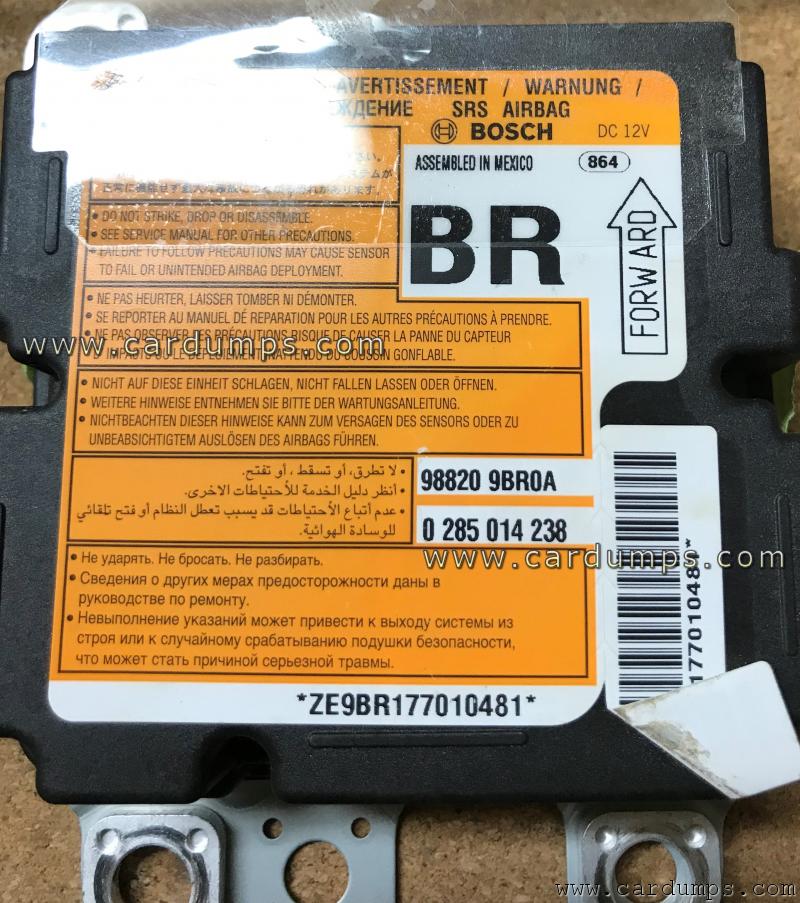 AVERTISSEMENT / WARNUNG /
ЖДЕНИЕ SRS AIRBAG
BOSCH DC 12V
ASSEMBLED IN MEXICO 864
BR
FORWARD
• DO NOT STRIKE, DROP OR DISASSEMBLE.
• SEE SERVICE MANUAL FOR OTHER PRECAUTIONS.
• FAILURE TO FOLLOW PRECAUTIONS MAY CAUSE SENSOR
TO FAIL OR UNINTENDED AIRBAG DEPLOYMENT.
• NE PAS HEURTER, LAISSER TOMBER NI DÉMONTER.
• SE REPORTER AU MANUEL DE RÉPARATION POUR LES AUTRES PRÉCAUTIONS À PRENDRE.
• NE PAS OBSERVER LES PRÉCAUTIONS RISQUE DE CAUSER LA PANNE DU CAPTEUR
DU COUSSIN GONFLABLE.
www.cardumps.com
• NICHT AUF DIESE EINHEIT SCHLAGEN, NICHT FALLEN LASSEN ODER ÖFFNEN.
• WEITERE HINWEISE ENTNEHMEN SIE BITTE DER WARTUNGSANLEITUNG.
• NICHTBEACHTEN DIESER HINWEISE KANN ZUM VERSAGEN DES SENSORS ODER ZU
UNBEABSICHTIGTEM AUSLÖSEN DES AIRBAGS FÜHREN.
• لا تطرق، أو تسقط ، أو تفتح.
• أنظر دليل الخدمة للأحتياطات الاخرى.
• عدم أتباع الأحتياطات قد يسبب تعطل النظام أو فتح تلقائي
للوسادة الهوائية.
98820 9BR0A
0 285 014 238
www.cardumps.com
• Не ударять. Не бросать. Не разбирать.
• Сведения о других мерах предосторожности даны в
руководстве по ремонту.
• Невыполнение указаний может привести к выходу системы из
строя или к случайному срабатыванию подушки безопасности,
что может стать причиной серьезной травмы.
*ZE9BR177010481*
177010481*
www.cardumps.com